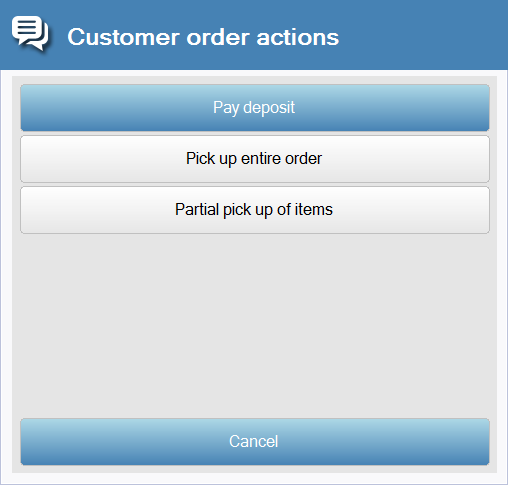 Customer order actions
Pay deposit
Pick up entire order
Partial pick up of items
Cancel